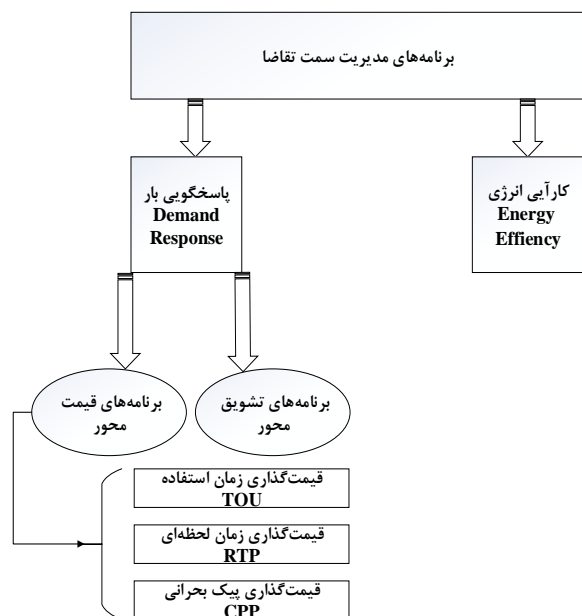 برنامه‌های مدیریت سمت تقاضا
پاسخگویی بار
Demand
Response
کارآیی انرژی
Energy
Effiency
برنامه‌های قیمت
محور
برنامه‌های تشویق
محور
قیمت‌گذاری زمان استفاده
TOU
قیمت‌گذاری زمان لحظه‌ای
RTP
قیمت‌گذاری پیک بحرانی
CPP